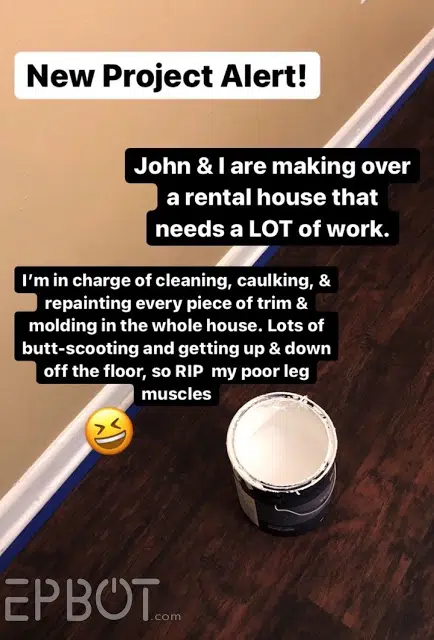 New Project Alert!
John & I are making over
a rental house that
needs a LOT of work.
I'm in charge of cleaning, caulking, &
repainting every piece of trim &
molding in the whole house. Lots of
butt-scooting and getting up & down
off the floor, so RIP my poor leg
muscles
EPBOT.com